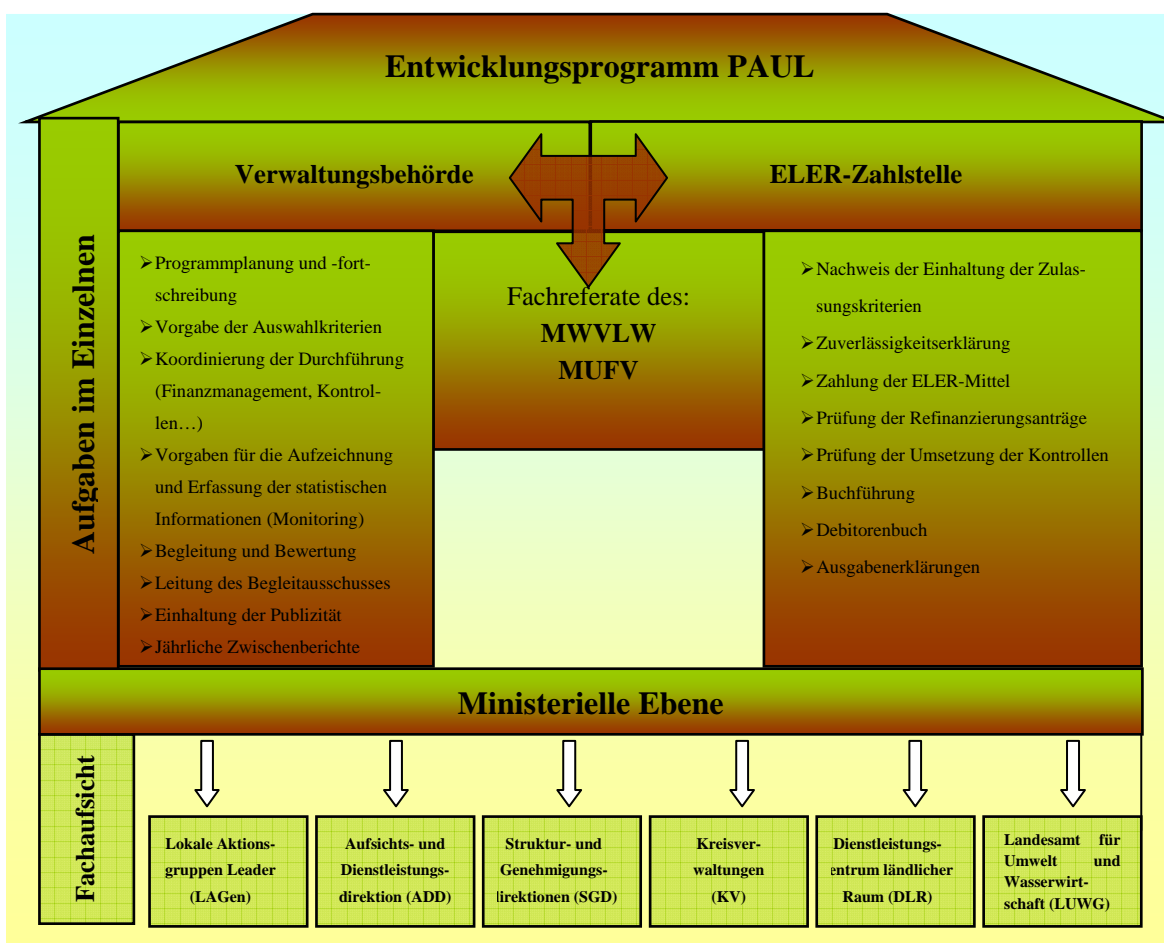 Entwicklungsprogramm PAUL
Verwaltungsbehörde
ELER-Zahlstelle
Aufgaben im Einzelnen
➢Programmplanung und -fort-
schreibung
➢Vorgabe der Auswahlkriterien
➢Koordinierung der Durchführung
(Finanzmanagement, Kontrol-
len…)
➢Vorgaben für die Aufzeichnung
und Erfassung der statistischen
Informationen (Monitoring)
➢Begleitung und Bewertung
➢Leitung des Begleitausschusses
➢Einhaltung der Publizität
➢Jährliche Zwischenberichte
Fachreferate des:
MWVLW
MUFV
➢Nachweis der Einhaltung der Zulas-
sungskriterien
➢Zuverlässigkeitserklärung
➢Zahlung der ELER-Mittel
➢Prüfung der Refinanzierungsanträge
➢Prüfung der Umsetzung der Kontrollen
➢Buchführung
➢Debitorenbuch
➢Ausgabenerklärungen
Ministerielle Ebene
Fachaufsicht
Lokale Aktions-
gruppen Leader
(LAGen)
Aufsichts- und
Dienstleistungs-
direktion (ADD)
Struktur- und
Genehmigungs-
direktionen (SGD)
Kreisver-
waltungen
(KV)
Dienstleistungs-
zentrum ländlicher
Raum (DLR)
Landesamt für
Umwelt und
Wasserwirt-
schaft (LUWG)